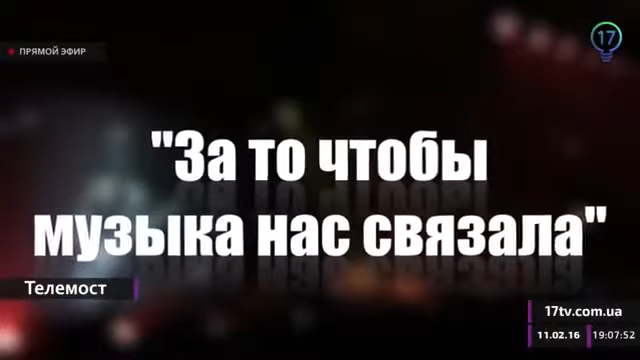 ПРЯМОЙ ЭФИР
17
"За то чтобы
музыка нас связала"
Телемост
17tv.com.ua
11.02.16 19:07:52